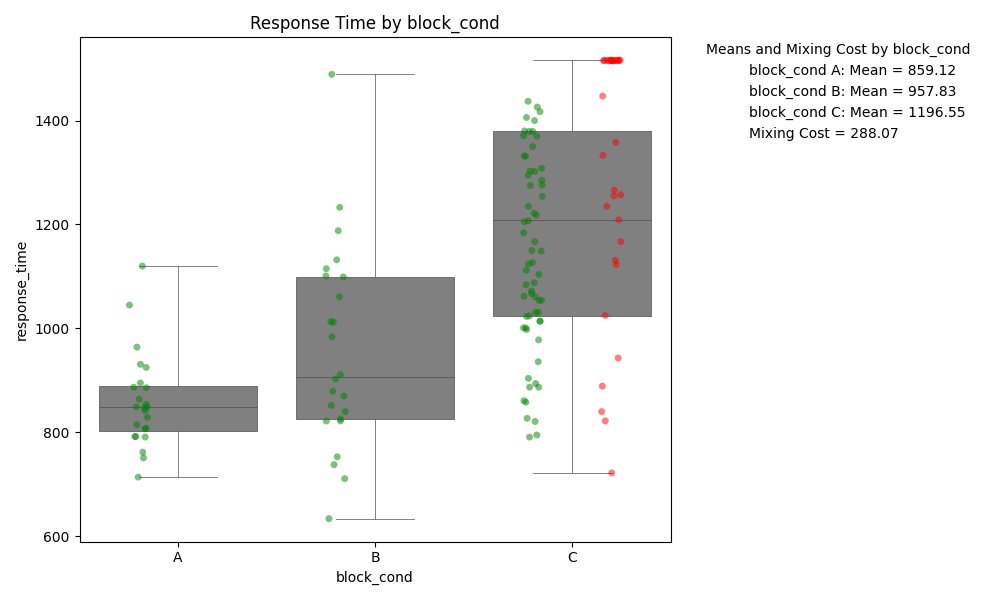 Response Time by block_cond
Means and Mixing Cost by block_cond
block_cond A: Mean = 859.12
block_cond B: Mean = 957.83
block_cond C: Mean = 1196.55
Mixing Cost = 288.07
response_time
1400
1200
1000
800
600
A
B
C
block_cond